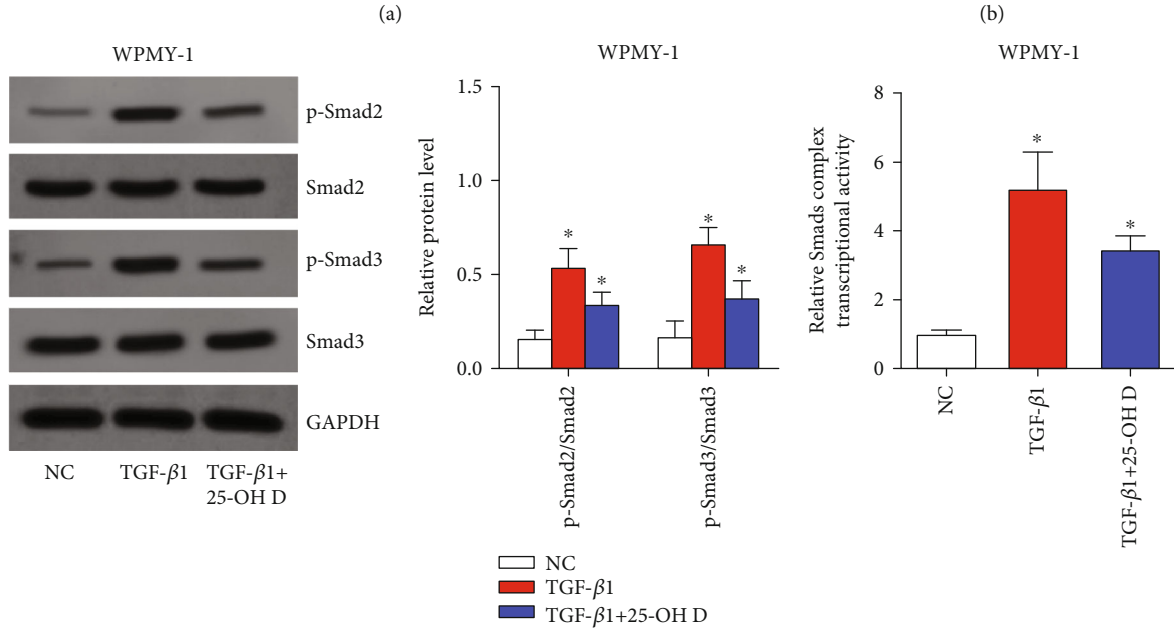 (a)
(b)
WPMY-1
p-Smad2
Smad2
p-Smad3
Smad3
GAPDH
NC
TGF-β1
TGF-β1+
25-OH D
WPMY-1
Relative protein level
1.5
1.0
0.5
0.0
*
*
*
*
p-Smad2/Smad2
p-Smad3/Smad3
NC
TGF-β1
TGF-β1+25-OH D
WPMY-1
Relative Smads complex
transcriptional activity
8
6
4
2
0
*
*
NC
TGF-β1
TGF-β1+25-OH D